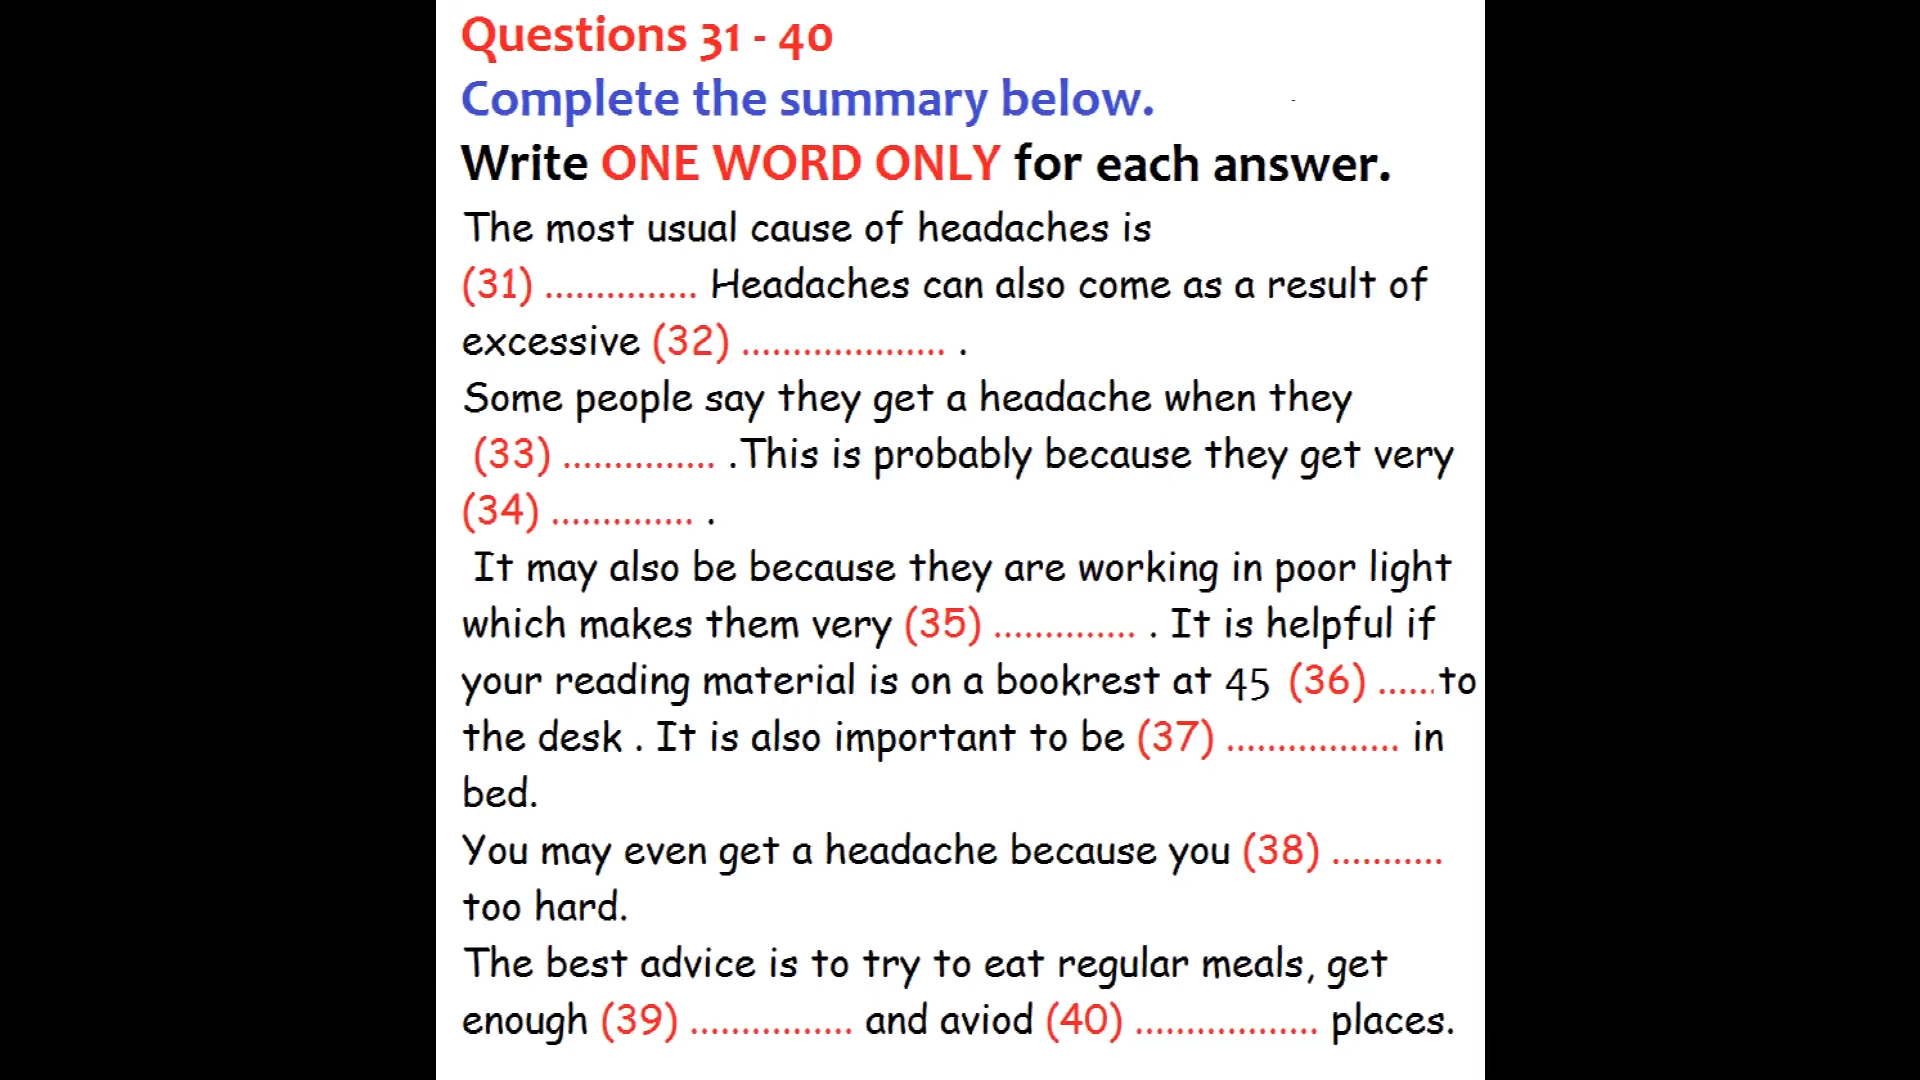 Questions 31 - 40
Complete the summary below.
Write ONE WORD ONLY for each answer.
The most usual cause of headaches is
(31) ............... Headaches can also come as a result of
excessive (32) .................... .
Some people say they get a headache when they
(33) ............... .This is probably because they get very
(34) .............. .
It may also be because they are working in poor light
which makes them very (35) .............. . It is helpful if
your reading material is on a bookrest at 45 (36) ......to
the desk . It is also important to be (37) ................. in
bed.
You may even get a headache because you (38) ...........
too hard.
The best advice is to try to eat regular meals, get
enough (39) ................ and aviod (40) .................. places.